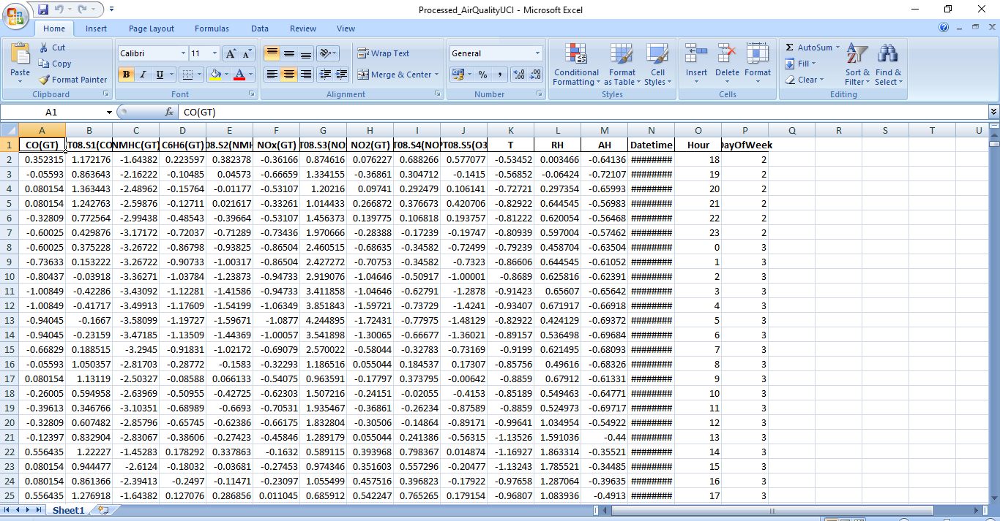 Processed_AirQualityUCI - Microsoft Excel
Home Insert Page Layout Formulas Data Review View
Paste Cut Copy Format Painter
Calibri 11 B I U
Wrap Text Merge & Center
General % ,
Conditional Formatting Format as Table Cell Styles
Insert Delete Format
Σ AutoSum Fill Clear Sort & Filter Find & Select
Clipboard Font Alignment Number Styles Cells Editing
A1 fx CO(GT)
A B C D E F G H I J K L M N O P Q R S T U
1 CO(GT) T08.S1(CO NMHC(GT) C6H6(GT) 08.S2(NMH NOx(GT) T08.S3(NO NO2(GT) T08.S4(NO PT08.S5(O3 T RH AH Datetime Hour DayOfWeek
2 0.352315 1.172176 -1.64382 0.223597 0.382378 -0.36166 0.874616 0.076227 0.688266 0.577077 -0.53452 0.003466 -0.64136 ######## 18 2
3 -0.05593 0.863643 -2.16222 -0.10485 0.04573 -0.66659 1.334155 -0.36861 0.304712 -0.1415 -0.56852 -0.06424 -0.72107 ######## 19 2
4 0.080154 1.363443 -2.48962 -0.15764 -0.01177 -0.53107 1.20216 0.09741 0.292479 0.106141 -0.72721 0.297354 -0.65993 ######## 20 2
5 0.080154 1.242763 -2.59876 -0.12711 0.021617 -0.33261 1.014433 0.266872 0.376673 0.420706 -0.82922 0.644545 -0.56983 ######## 21 2
6 -0.32809 0.772564 -2.99438 -0.48543 -0.39664 -0.53107 1.456373 0.139775 0.106818 0.193757 -0.81222 0.620054 -0.56468 ######## 22 2
7 -0.60025 0.429876 -3.17172 -0.72037 -0.71289 -0.73436 1.970666 -0.28388 -0.17239 -0.19747 -0.80939 0.597004 -0.57462 ######## 23 2
8 -0.60025 0.375228 -3.26722 -0.86798 -0.93825 -0.86504 2.460515 -0.68635 -0.34582 -0.72499 -0.79239 0.458704 -0.63504 ######## 0 3
9 -0.73633 0.153222 -3.26722 -0.90733 -1.00317 -0.86504 2.427272 -0.70753 -0.34582 -0.7323 -0.86606 0.644545 -0.61052 ######## 1 3
10 -0.80437 -0.03918 -3.36271 -1.03784 -1.23873 -0.94733 2.919076 -1.04646 -0.50917 -1.00001 -0.8689 0.625816 -0.62391 ######## 2 3
11 -1.00849 -0.42286 -3.43092 -1.12281 -1.41586 -0.94733 3.411858 -1.04646 -0.62791 -1.2878 -0.91423 0.65607 -0.65642 ######## 3 3
12 -1.00849 -0.41717 -3.49913 -1.17609 -1.54199 -1.06349 3.851843 -1.59721 -0.73729 -1.4241 -0.93407 0.671917 -0.66918 ######## 4 3
13 -0.94045 -0.1667 -3.58099 -1.19727 -1.59671 -1.0877 4.244895 -1.72431 -0.77975 -1.48129 -0.82922 0.424129 -0.69372 ######## 5 3
14 -0.94045 -0.23159 -3.47185 -1.13509 -1.44369 -1.00057 3.541898 -1.30065 -0.66677 -1.36021 -0.89157 0.536498 -0.69684 ######## 6 3
15 -0.66829 0.188515 -3.2945 -0.91831 -1.02172 -0.69079 2.570022 -0.58044 -0.32783 -0.73169 -0.9199 0.621495 -0.68093 ######## 7 3
16 -0.05593 1.050357 -2.81703 -0.28772 -0.1583 -0.32293 1.186516 0.055044 0.184537 0.17307 -0.85756 0.49616 -0.68326 ######## 8 3
17 0.080154 1.13119 -2.50327 -0.08588 0.066133 -0.54075 0.963591 -0.17797 0.373795 -0.00642 -0.8859 0.67912 -0.61331 ######## 9 3
18 -0.26005 0.594958 -2.63969 -0.50955 -0.42725 -0.62303 1.507216 -0.24151 -0.02055 -0.4153 -0.85189 0.549463 -0.64771 ######## 10 3
19 -0.39613 0.346766 -3.10351 -0.68989 -0.6693 -0.70531 1.935467 -0.36861 -0.26234 -0.87589 -0.8859 0.524973 -0.69717 ######## 11 3
20 -0.32809 0.607482 -2.85796 -0.65745 -0.62386 -0.66175 1.832804 -0.30506 -0.14864 -0.89171 -0.99641 1.034954 -0.54922 ######## 12 3
21 -0.12397 0.832904 -2.83067 -0.38606 -0.27423 -0.45846 1.289179 0.055044 0.241386 -0.56315 -1.13526 1.591036 -0.44 ######## 13 3
22 0.556435 1.22227 -1.45283 0.178292 0.337863 -0.1632 0.589115 0.393968 0.798367 0.014874 -1.16927 1.863314 -0.35521 ######## 14 3
23 0.080154 0.944477 -2.6124 -0.18032 -0.03681 -0.27453 0.974346 0.351603 0.557296 -0.20477 -1.13243 1.785521 -0.34485 ######## 15 3
24 0.080154 0.861366 -2.39413 -0.2497 -0.11471 -0.23097 1.055499 0.457516 0.396823 -0.17922 -0.97658 1.287064 -0.39635 ######## 16 3
25 0.556435 1.276918 -1.64382 0.127076 0.286856 0.011045 0.685912 0.542247 0.765265 0.179154 -0.96807 1.083936 -0.4913 ######## 17 3
Sheet1